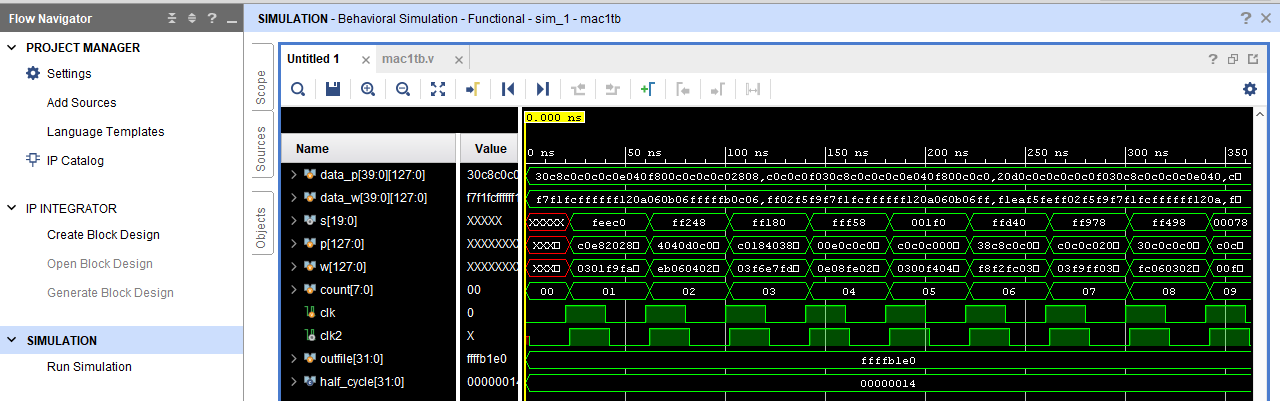 Flow Navigator
SIMULATION - Behavioral Simulation - Functional - sim_1 - mac1tb
PROJECT MANAGER
Settings
Add Sources
Language Templates
IP Catalog
IP INTEGRATOR
Create Block Design
Open Block Design
Generate Block Design
SIMULATION
Run Simulation
Scope
Sources
Objects
Untitled 1
mac1tb.v
0.000 ns
Name Value
0 ns 50 ns 100 ns 150 ns 200 ns 250 ns 300 ns 350
data_p[39:0][127:0] 30c8c0c0 30c8c0c0c0c0e040f800c0c0c0c02808,c0c0c0f030c8c0c0c0c0e040f800c0c0,20d0c0c0c0c0f030c8c0c0c0c0e040,c
data_w[39:0][127:0] f7f1fcffffff1 f7f1fcffffff120a060b06fffffb0c06,ff02f5f9f7f1fcffffff120a060b06ff,f1eaf5feff02f5f9f7f1fcffffff120a,f
s[19:0] XXXXX XXXXX feec0 ff248 ff180 fff58 001f0 ffd40 ff978 ff498 00078
p[127:0] XXXXXXXX XXX c0e82028 4040d0c0 c0184038 00e0c0c0 c0c0c000 38c8c0c0 c0c0c020 30c0c0c0 c0c
w[127:0] XXXXXXXX XXX 0301f9fa eb060402 03f6e7fd 0e08fe02 0300f404 f8f2fc03 03f9ff03 fc060302 00f
count[7:0] 00 00 01 02 03 04 05 06 07 08 09
clk 0
clk2 X
outfile[31:0] ffffb1e0 ffffb1e0
half_cycle[31:0] 00000014 00000014